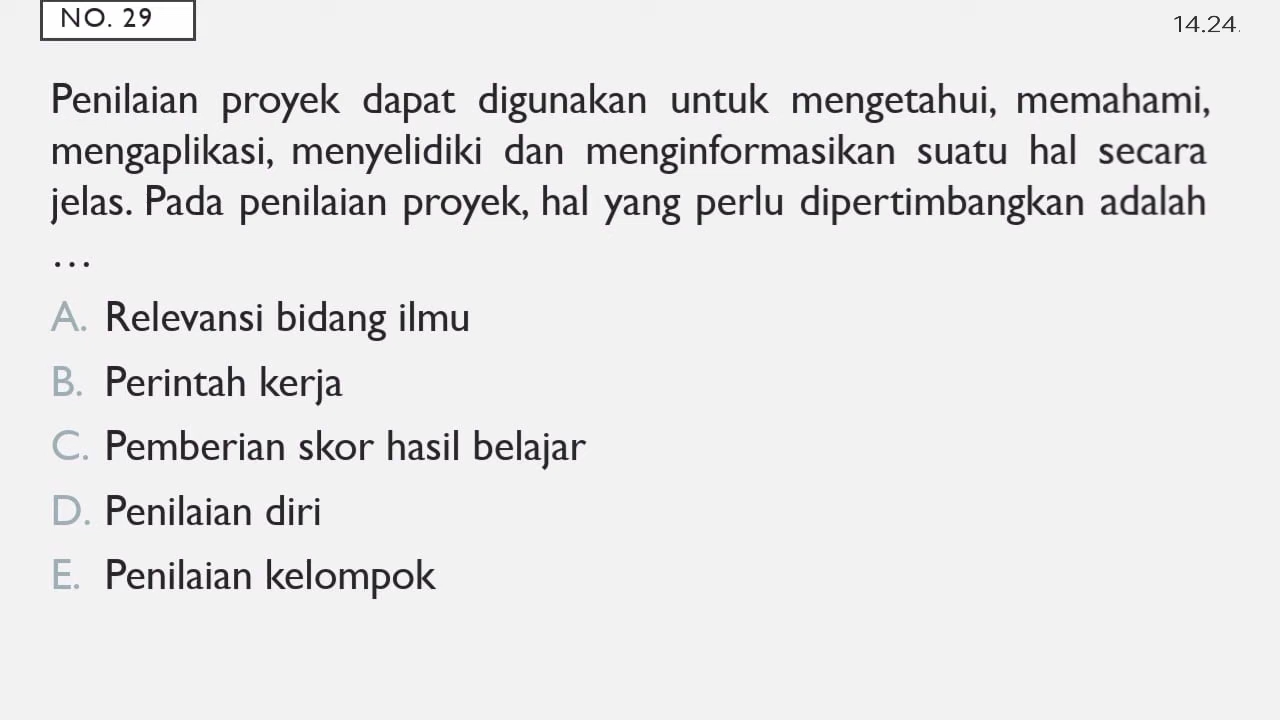 NO. 29
14.24.
Penilaian proyek dapat digunakan untuk mengetahui, memahami,
mengaplikasi, menyelidiki dan menginformasikan suatu hal secara
jelas. Pada penilaian proyek, hal yang perlu dipertimbangkan adalah
…
A. Relevansi bidang ilmu
B. Perintah kerja
C. Pemberian skor hasil belajar
D. Penilaian diri
E. Penilaian kelompok